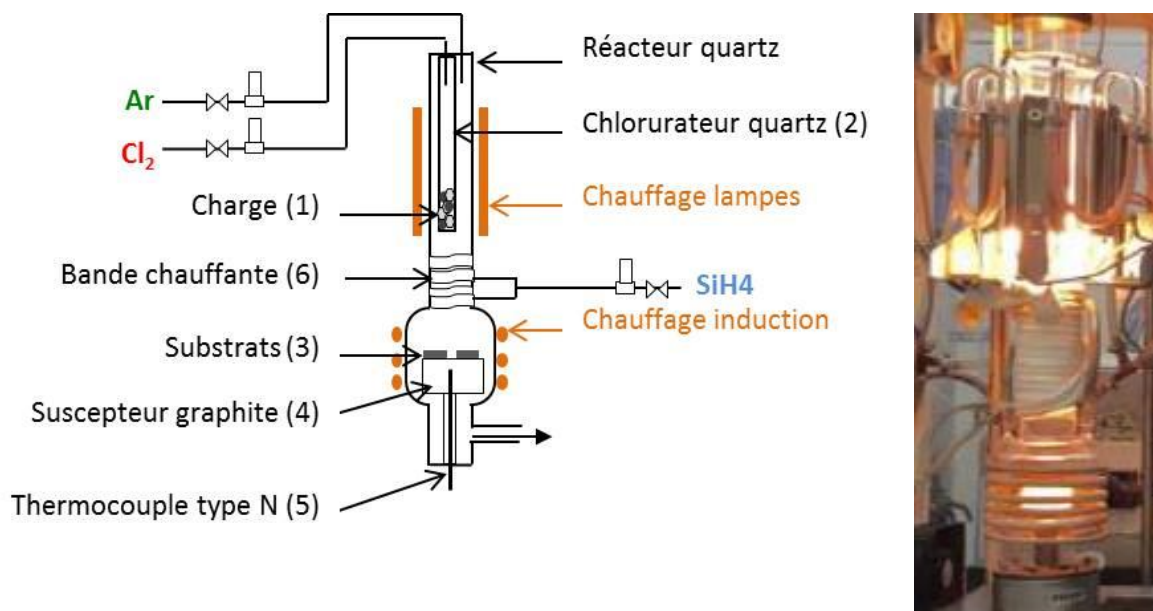 Réacteur quartz
Ar
Chlorurateur quartz (2)
Cl₂
Charge (1)
Chauffage lampes
Bande chauffante (6)
SiH4
Chauffage induction
Substrats (3)
Suscepteur graphite (4)
Thermocouple type N (5)